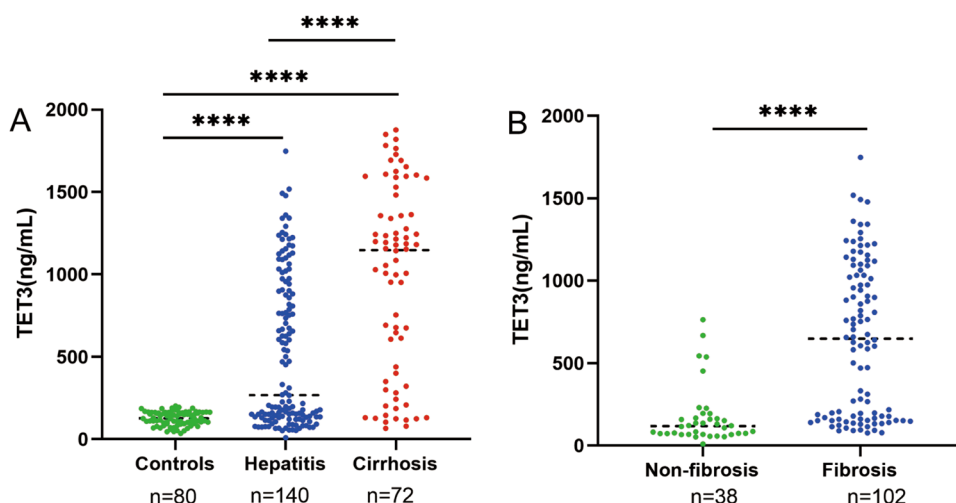 A
****
****
****
TET3(ng/mL)
2000
1500
1000
500
0
Controls Hepatitis Cirrhosis
n=80 n=140 n=72
B
****
TET3(ng/mL)
2000
1500
1000
500
0
Non-fibrosis Fibrosis
n=38 n=102